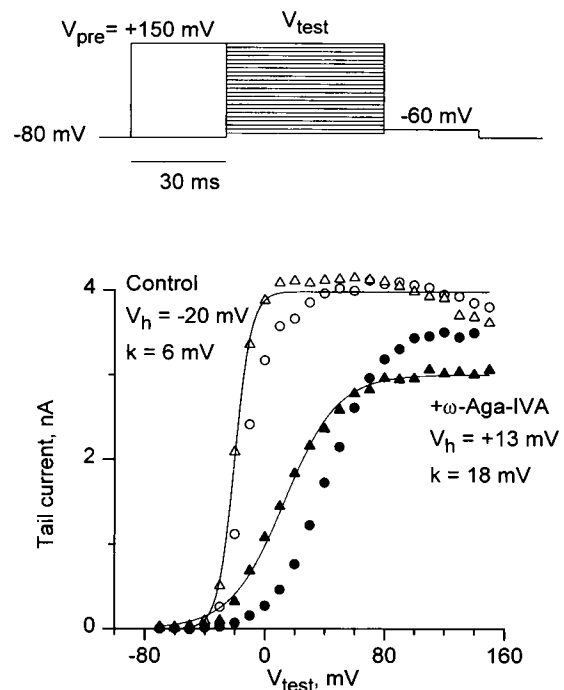 V_pre = +150 mV
V_test
-80 mV
-60 mV
30 ms
Control
V_h = -20 mV
k = 6 mV
+ω-Aga-IVA
V_h = +13 mV
k = 18 mV
Tail current, nA
4
2
0
-80
0
80
160
V_test, mV